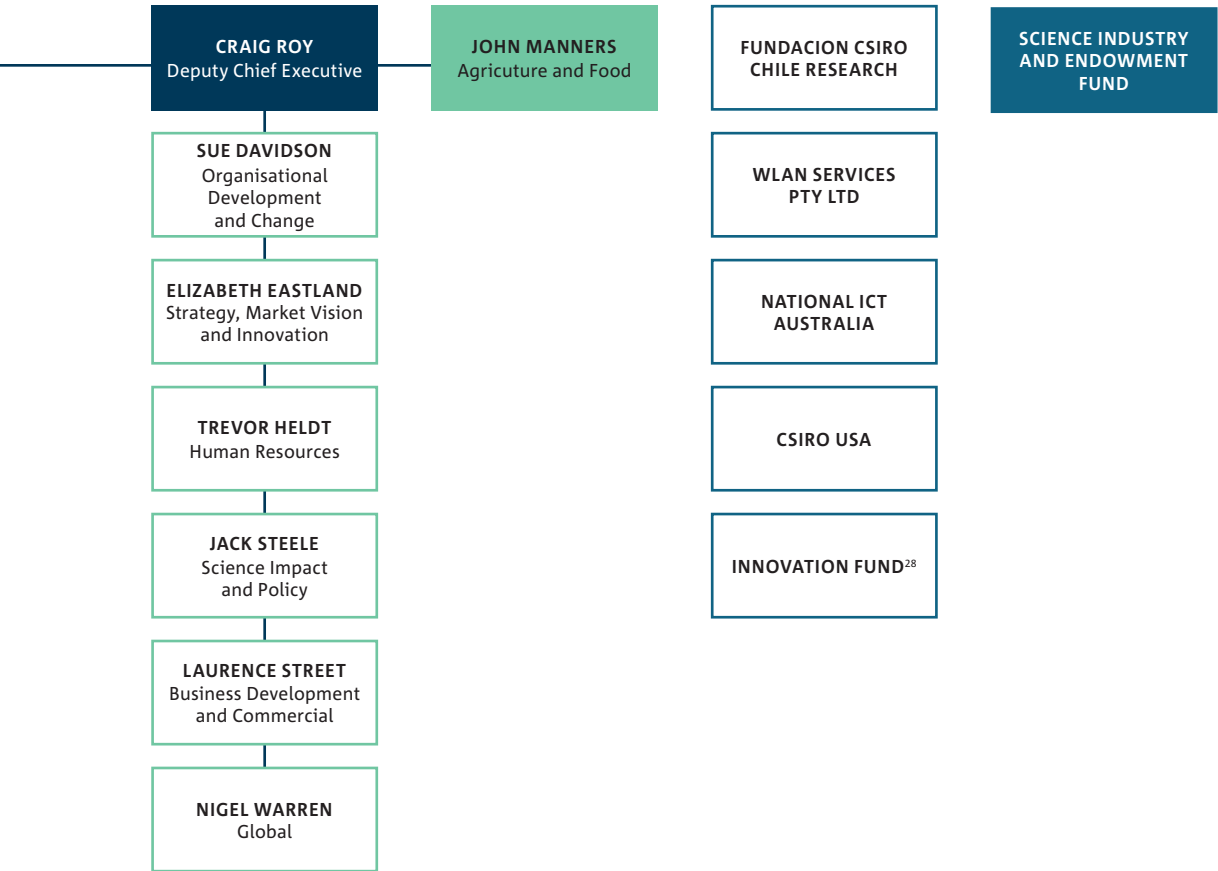 CRAIG ROY
Deputy Chief Executive
SUE DAVIDSON
Organisational
Development
and Change
ELIZABETH EASTLAND
Strategy, Market Vision
and Innovation
TREVOR HELDT
Human Resources
JACK STEELE
Science Impact
and Policy
LAURENCE STREET
Business Development
and Commercial
NIGEL WARREN
Global
JOHN MANNERS
Agricuture and Food
FUNDACION CSIRO
CHILE RESEARCH
WLAN SERVICES
PTY LTD
NATIONAL ICT
AUSTRALIA
CSIRO USA
INNOVATION FUND²⁸
SCIENCE INDUSTRY
AND ENDOWMENT
FUND